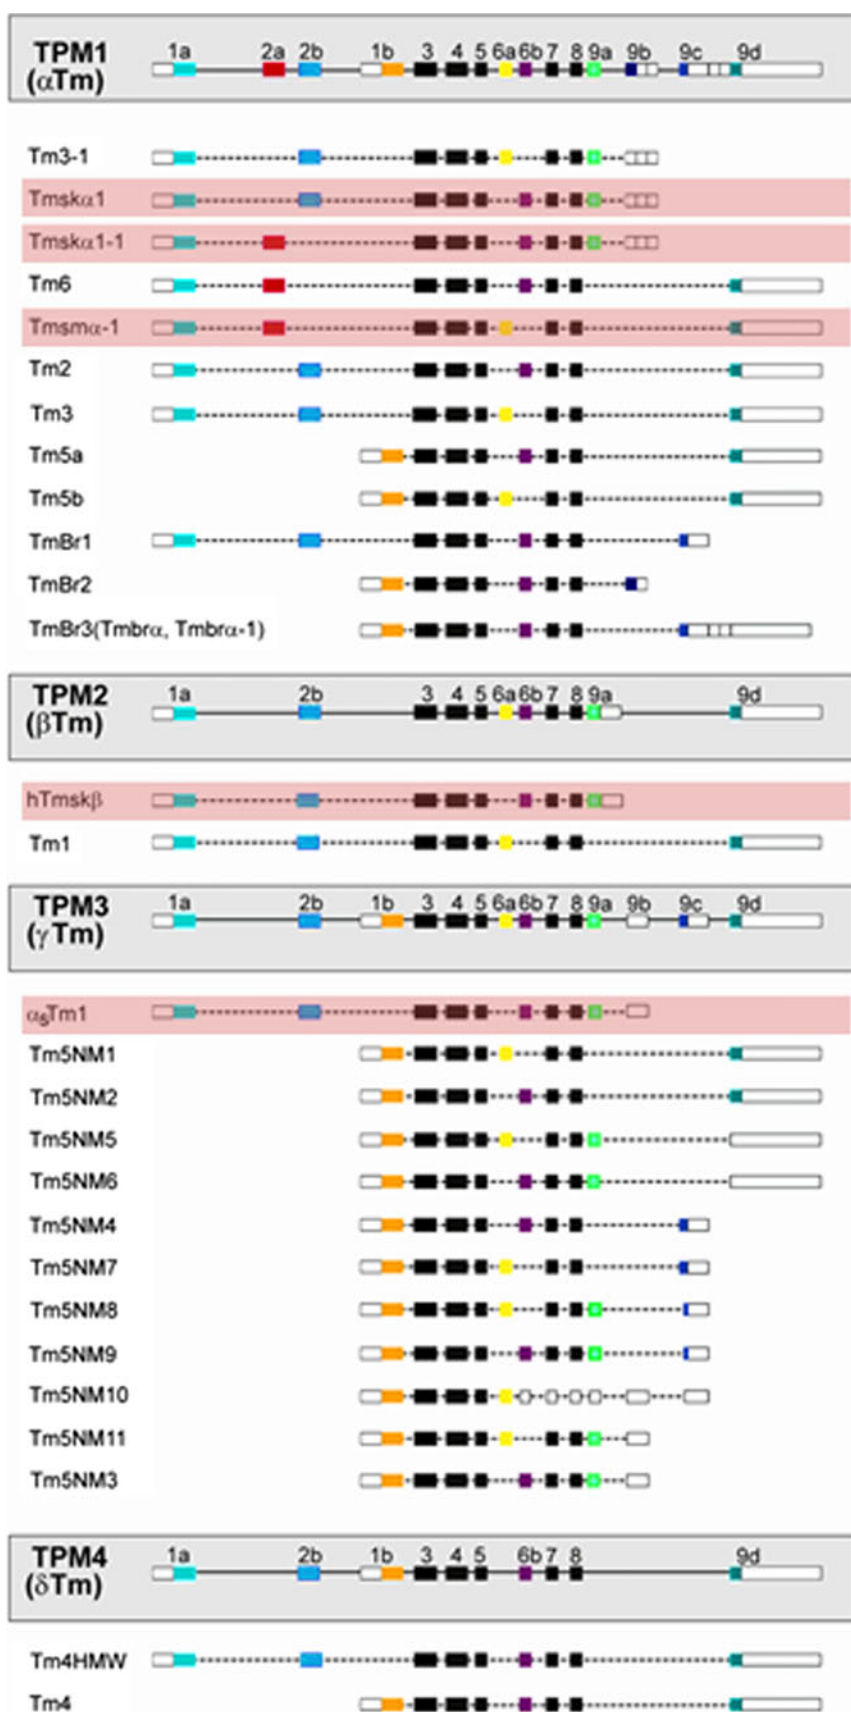 TPM1 1a 2a 2b 1b 3 4 5 6a 6b 7 8 9a 9b 9c 9d
(αTm)
Tm3-1
Tmskα1
Tmskα1-1
Tm6
Tmsmα-1
Tm2
Tm3
Tm5a
Tm5b
TmBr1
TmBr2
TmBr3(Tmbrα, Tmbrα-1)
TPM2 1a 2b 3 4 5 6a 6b 7 8 9a 9d
(βTm)
hTmskβ
Tm1
TPM3 1a 2b 1b 3 4 5 6a 6b 7 8 9a 9b 9c 9d
(γTm)
αsTm1
Tm5NM1
Tm5NM2
Tm5NM5
Tm5NM6
Tm5NM4
Tm5NM7
Tm5NM8
Tm5NM9
Tm5NM10
Tm5NM11
Tm5NM3
TPM4 1a 2b 1b 3 4 5 6b 7 8 9d
(δTm)
Tm4HMW
Tm4